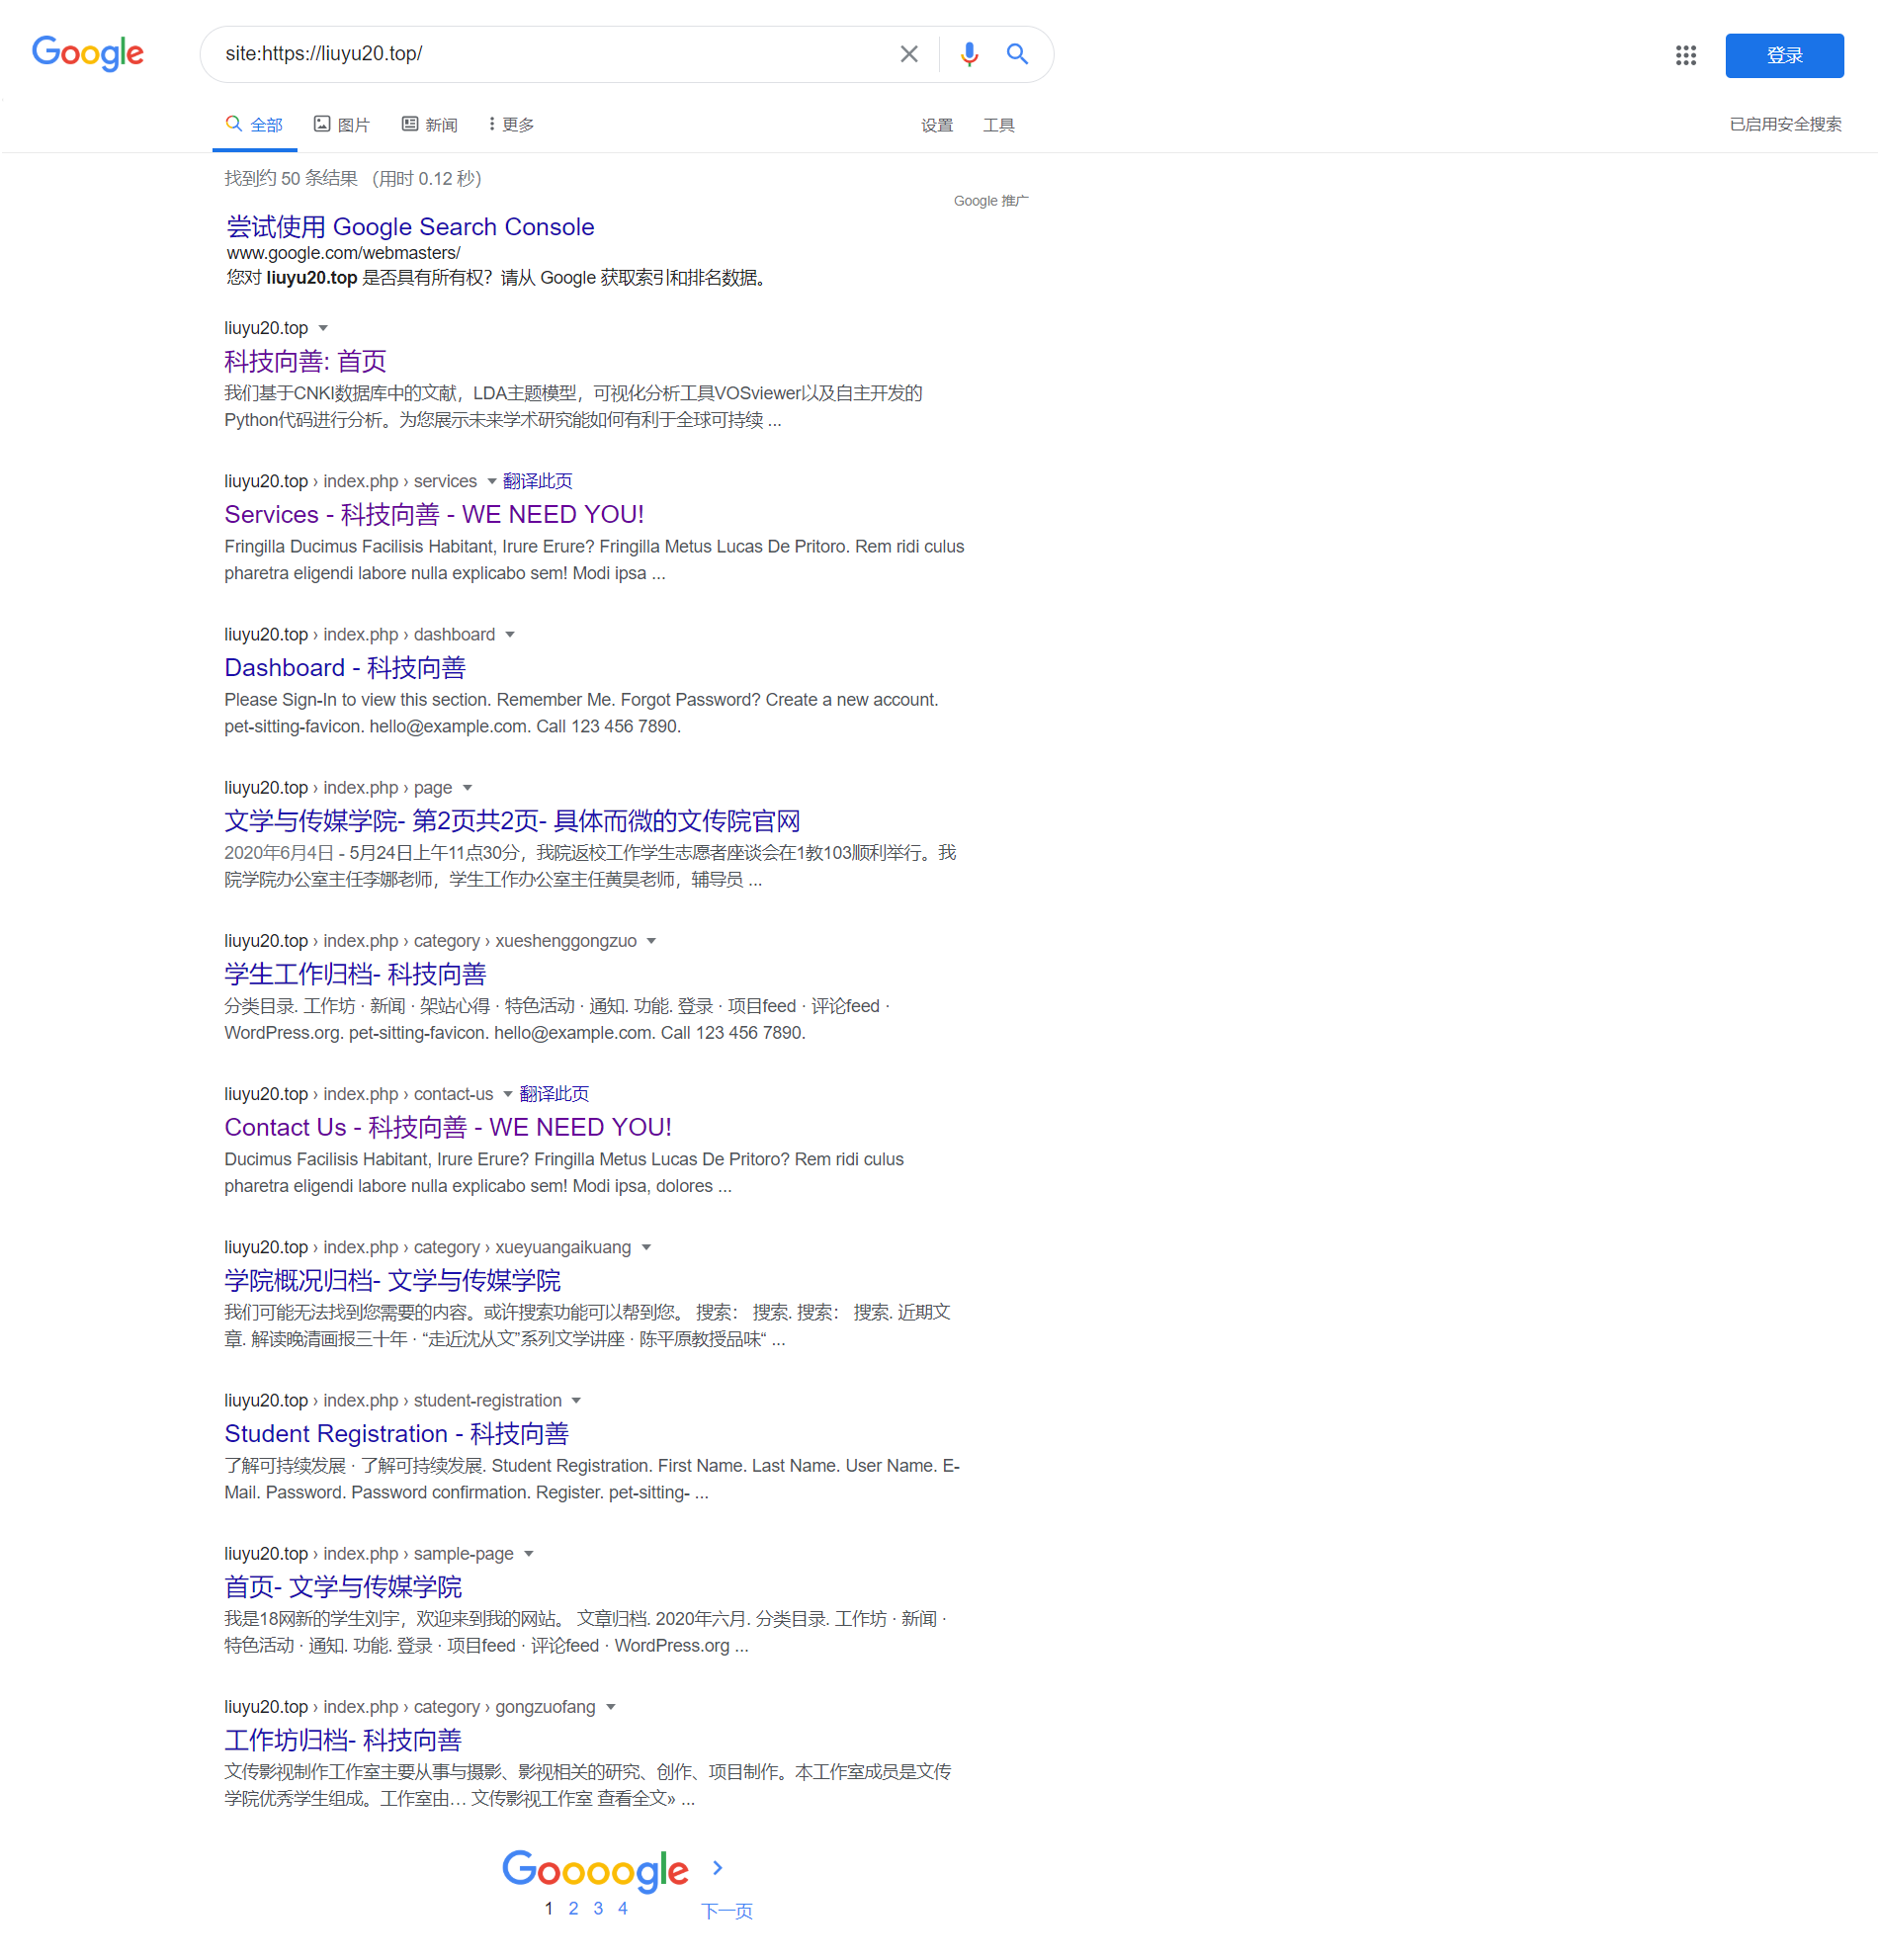 Google
site:https://liuyu20.top/
登录
全部 图片 新闻 更多 设置 工具 已启用安全搜索
找到约 50 条结果 （用时 0.12 秒）
Google 推广
尝试使用 Google Search Console
www.google.com/webmasters/
您对 liuyu20.top 是否具有所有权？请从 Google 获取索引和排名数据。
liuyu20.top
科技向善: 首页
我们基于CNKI数据库中的文献，LDA主题模型，可视化分析工具VOSviewer以及自主开发的
Python代码进行分析。为您展示未来学术研究能如何有利于全球可持续 ...
liuyu20.top › index.php › services 翻译此页
Services - 科技向善 - WE NEED YOU!
Fringilla Ducimus Facilisis Habitant, Irure Erure? Fringilla Metus Lucas De Pritoro. Rem ridi culus
pharetra eligendi labore nulla explicabo sem! Modi ipsa ...
liuyu20.top › index.php › dashboard
Dashboard - 科技向善
Please Sign-In to view this section. Remember Me. Forgot Password? Create a new account.
pet-sitting-favicon. hello@example.com. Call 123 456 7890.
liuyu20.top › index.php › page
文学与传媒学院- 第2页共2页- 具体而微的文传院官网
2020年6月4日 - 5月24日上午11点30分，我院返校工作学生志愿者座谈会在1教103顺利举行。我
院学院办公室主任李娜老师，学生工作办公室主任黄昊老师，辅导员 ...
liuyu20.top › index.php › category › xueshenggongzuo
学生工作归档- 科技向善
分类目录. 工作坊 · 新闻 · 架站心得 · 特色活动 · 通知. 功能. 登录 · 项目feed · 评论feed ·
WordPress.org. pet-sitting-favicon. hello@example.com. Call 123 456 7890.
liuyu20.top › index.php › contact-us 翻译此页
Contact Us - 科技向善 - WE NEED YOU!
Ducimus Facilisis Habitant, Irure Erure? Fringilla Metus Lucas De Pritoro? Rem ridi culus
pharetra eligendi labore nulla explicabo sem! Modi ipsa, dolores ...
liuyu20.top › index.php › category › xueyuangaikuang
学院概况归档- 文学与传媒学院
我们可能无法找到您需要的内容。或许搜索功能可以帮到您。 搜索： 搜索. 搜索： 搜索. 近期文
章. 解读晚清画报三十年 · “走近沈从文”系列文学讲座 · 陈平原教授品味“ ...
liuyu20.top › index.php › student-registration
Student Registration - 科技向善
了解可持续发展 · 了解可持续发展. Student Registration. First Name. Last Name. User Name. E-
Mail. Password. Password confirmation. Register. pet-sitting- ...
liuyu20.top › index.php › sample-page
首页- 文学与传媒学院
我是18网新的学生刘宇，欢迎来到我的网站。 文章归档. 2020年六月. 分类目录. 工作坊 · 新闻 ·
特色活动 · 通知. 功能. 登录 · 项目feed · 评论feed · WordPress.org ...
liuyu20.top › index.php › category › gongzuofang
工作坊归档- 科技向善
文传影视制作工作室主要从事与摄影、影视相关的研究、创作、项目制作。本工作室成员是文传
学院优秀学生组成。工作室由… 文传影视工作室 查看全文» ...
Goooogle
1 2 3 4 下一页